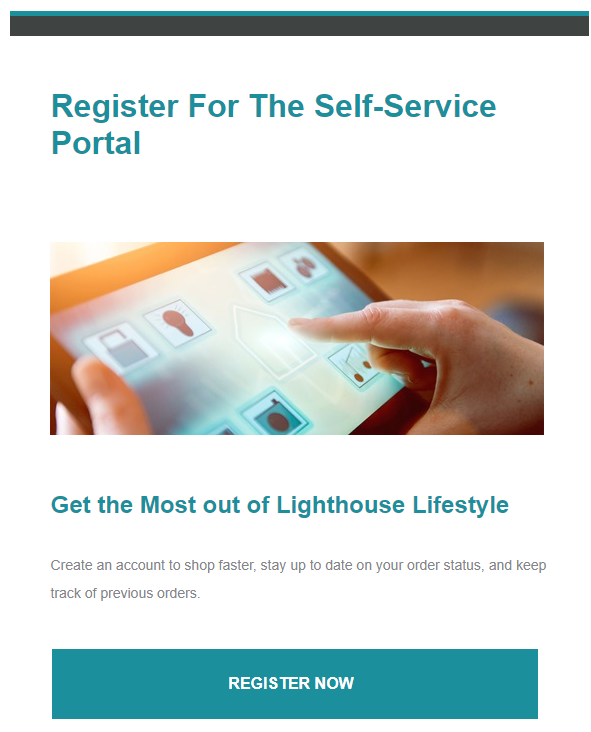 Register For The Self-Service
Portal
Get the Most out of Lighthouse Lifestyle
Create an account to shop faster, stay up to date on your order status, and keep
track of previous orders.
REGISTER NOW